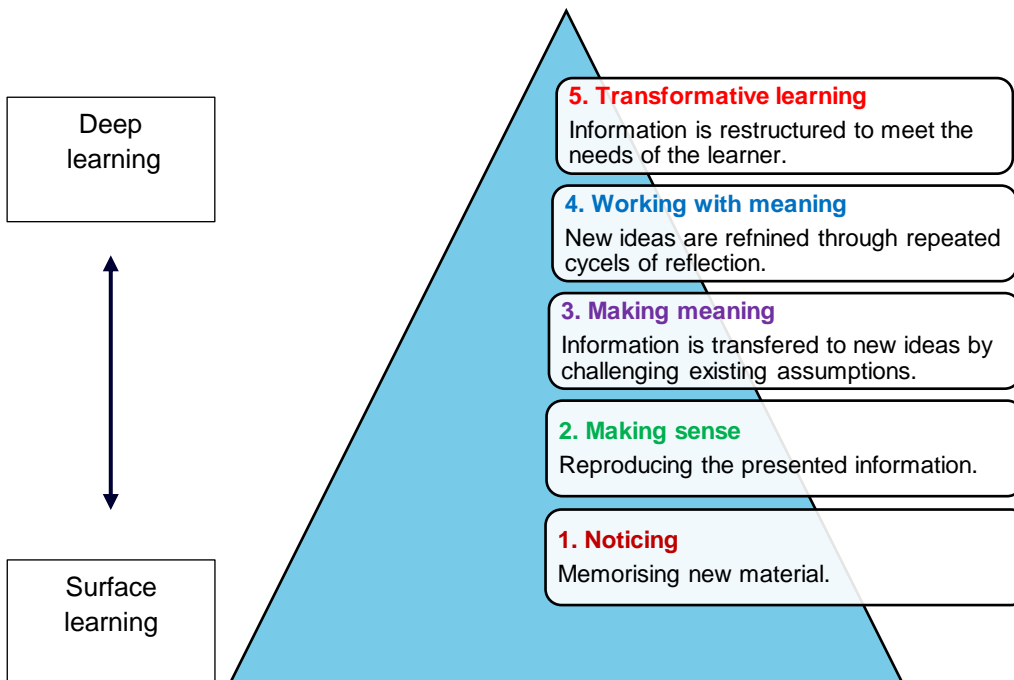 Deep
learning
5. Transformative learning
Information is restructured to meet the
needs of the learner.
4. Working with meaning
New ideas are refnined through repeated
cycels of reflection.
3. Making meaning
Information is transfered to new ideas by
challenging existing assumptions.
2. Making sense
Reproducing the presented information.
1. Noticing
Memorising new material.
Surface
learning